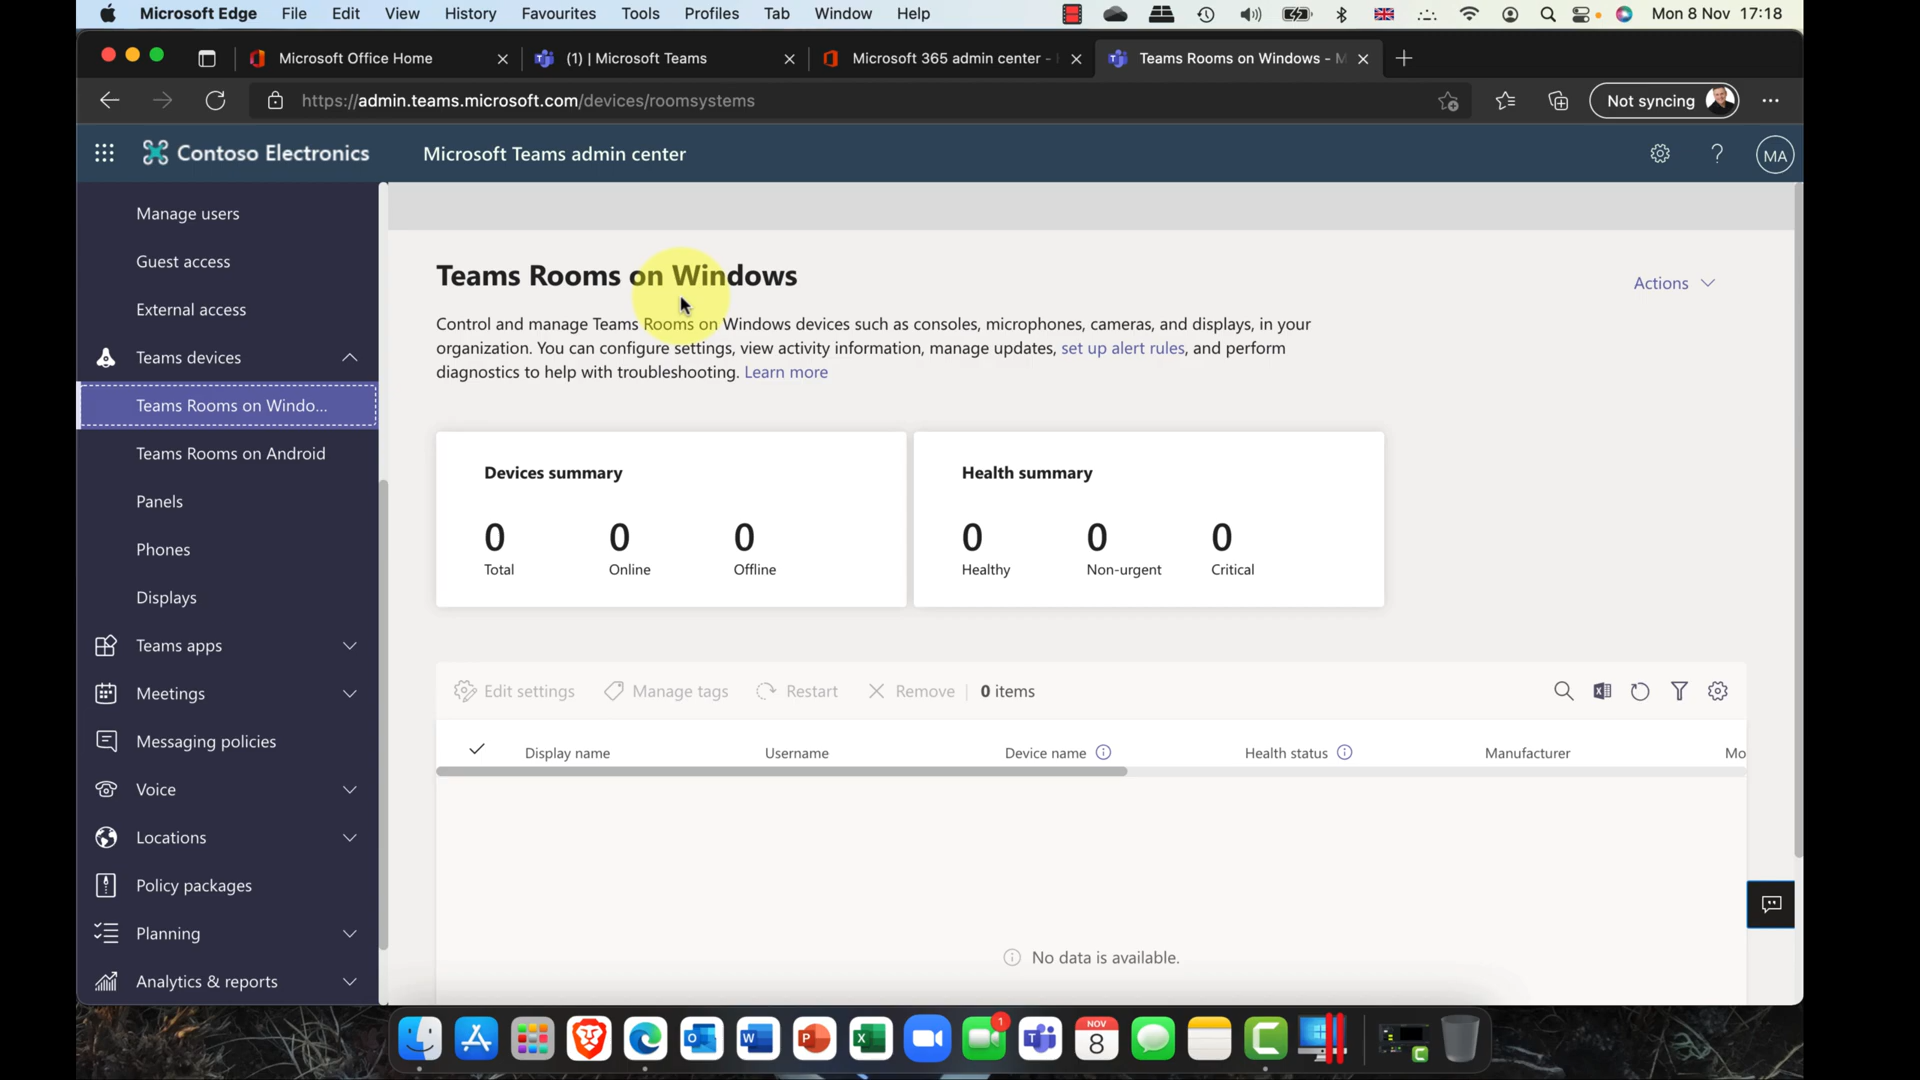 Microsoft Edge File Edit View History Favourites Tools Profiles Tab Window Help Mon 8 Nov 17:18
Microsoft Office Home (1) | Microsoft Teams Microsoft 365 admin center - Teams Rooms on Windows - M
https://admin.teams.microsoft.com/devices/roomsystems Not syncing
Contoso Electronics Microsoft Teams admin center ? MA
Manage users
Guest access
External access
Teams devices
Teams Rooms on Windo...
Teams Rooms on Android
Panels
Phones
Displays
Teams apps
Meetings
Messaging policies
Voice
Locations
Policy packages
Planning
Analytics & reports
Teams Rooms on Windows
Actions
Control and manage Teams Rooms on Windows devices such as consoles, microphones, cameras, and displays, in your
organization. You can configure settings, view activity information, manage updates, set up alert rules, and perform
diagnostics to help with troubleshooting. Learn more
Devices summary
0 0 0
Total Online Offline
Health summary
0 0 0
Healthy Non-urgent Critical
Edit settings Manage tags Restart Remove 0 items
Display name Username Device name Health status Manufacturer Mo
No data is available.
1
NOV
8